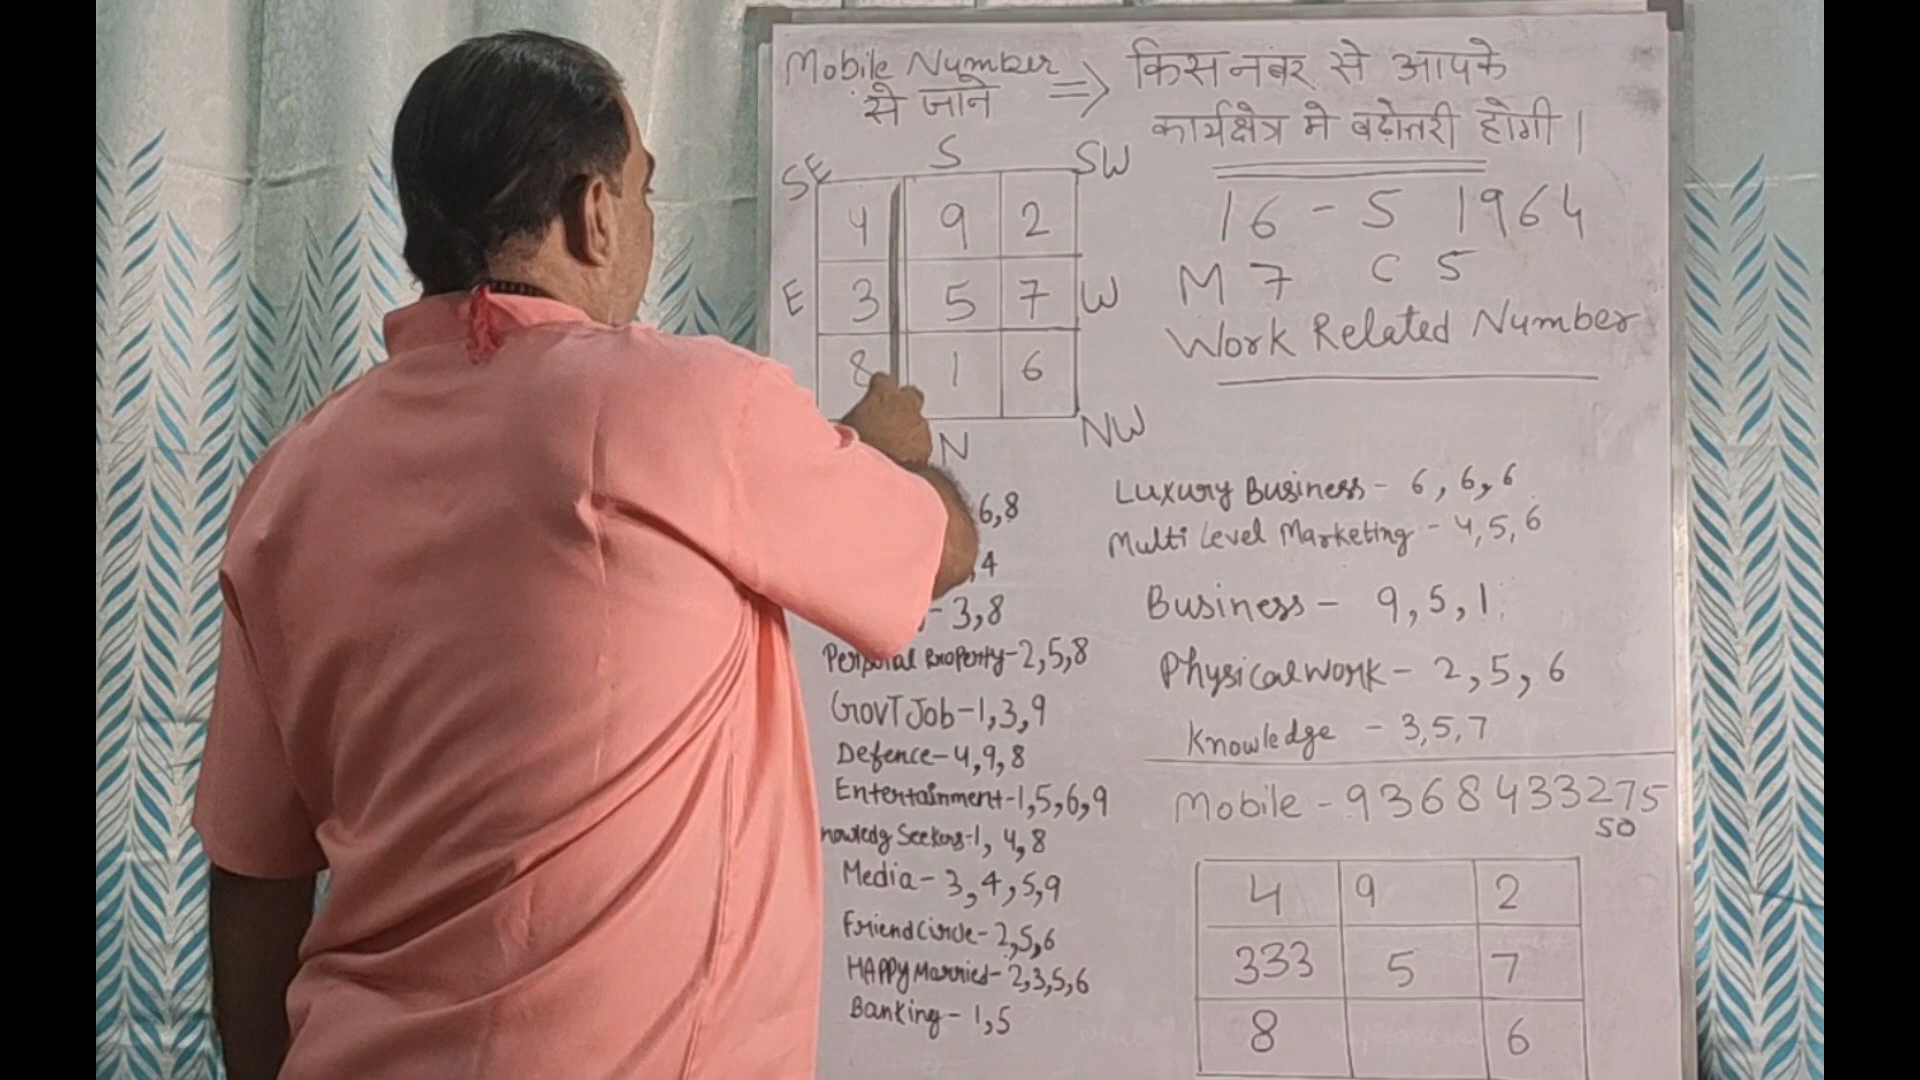 Mobile Number
से जाने ⇒ किस नंबर से आपके
कार्यक्षेत्र मे बढ़ोत्तरी होगी।
SE S SW
4 9 2
E 3 5 7 W
8 1 6
N NW
16 - 5 1964
M 7 C 5
Work Related Number
6,8
,4
- 3,8
Personal Property-2,5,8
GovT Job-1,3,9
Defence-4,9,8
Entertainment-1,5,6,9
nowledg Seekers-1, 4,8
Media-3,4,5,9
Friend Circle-2,5,6
HAPPy Married-2,3,5,6
Banking-1,5
Luxury Business - 6, 6, 6
Multi Level Marketing - 4,5,6
Business - 9,5,1
Physical work - 2,5,6
Knowledge - 3,5,7
Mobile - 9368433275
50
4 9 2
333 5 7
8 6